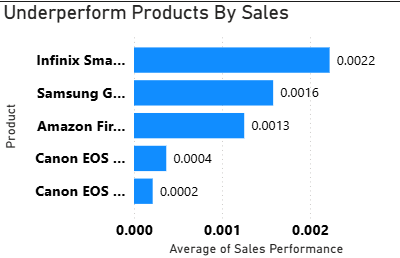 Underperform Products By Sales
Infinix Sma... 0.0022
Samsung G... 0.0016
Amazon Fir... 0.0013
Canon EOS ... 0.0004
Canon EOS ... 0.0002
Product
0.000 0.001 0.002
Average of Sales Performance